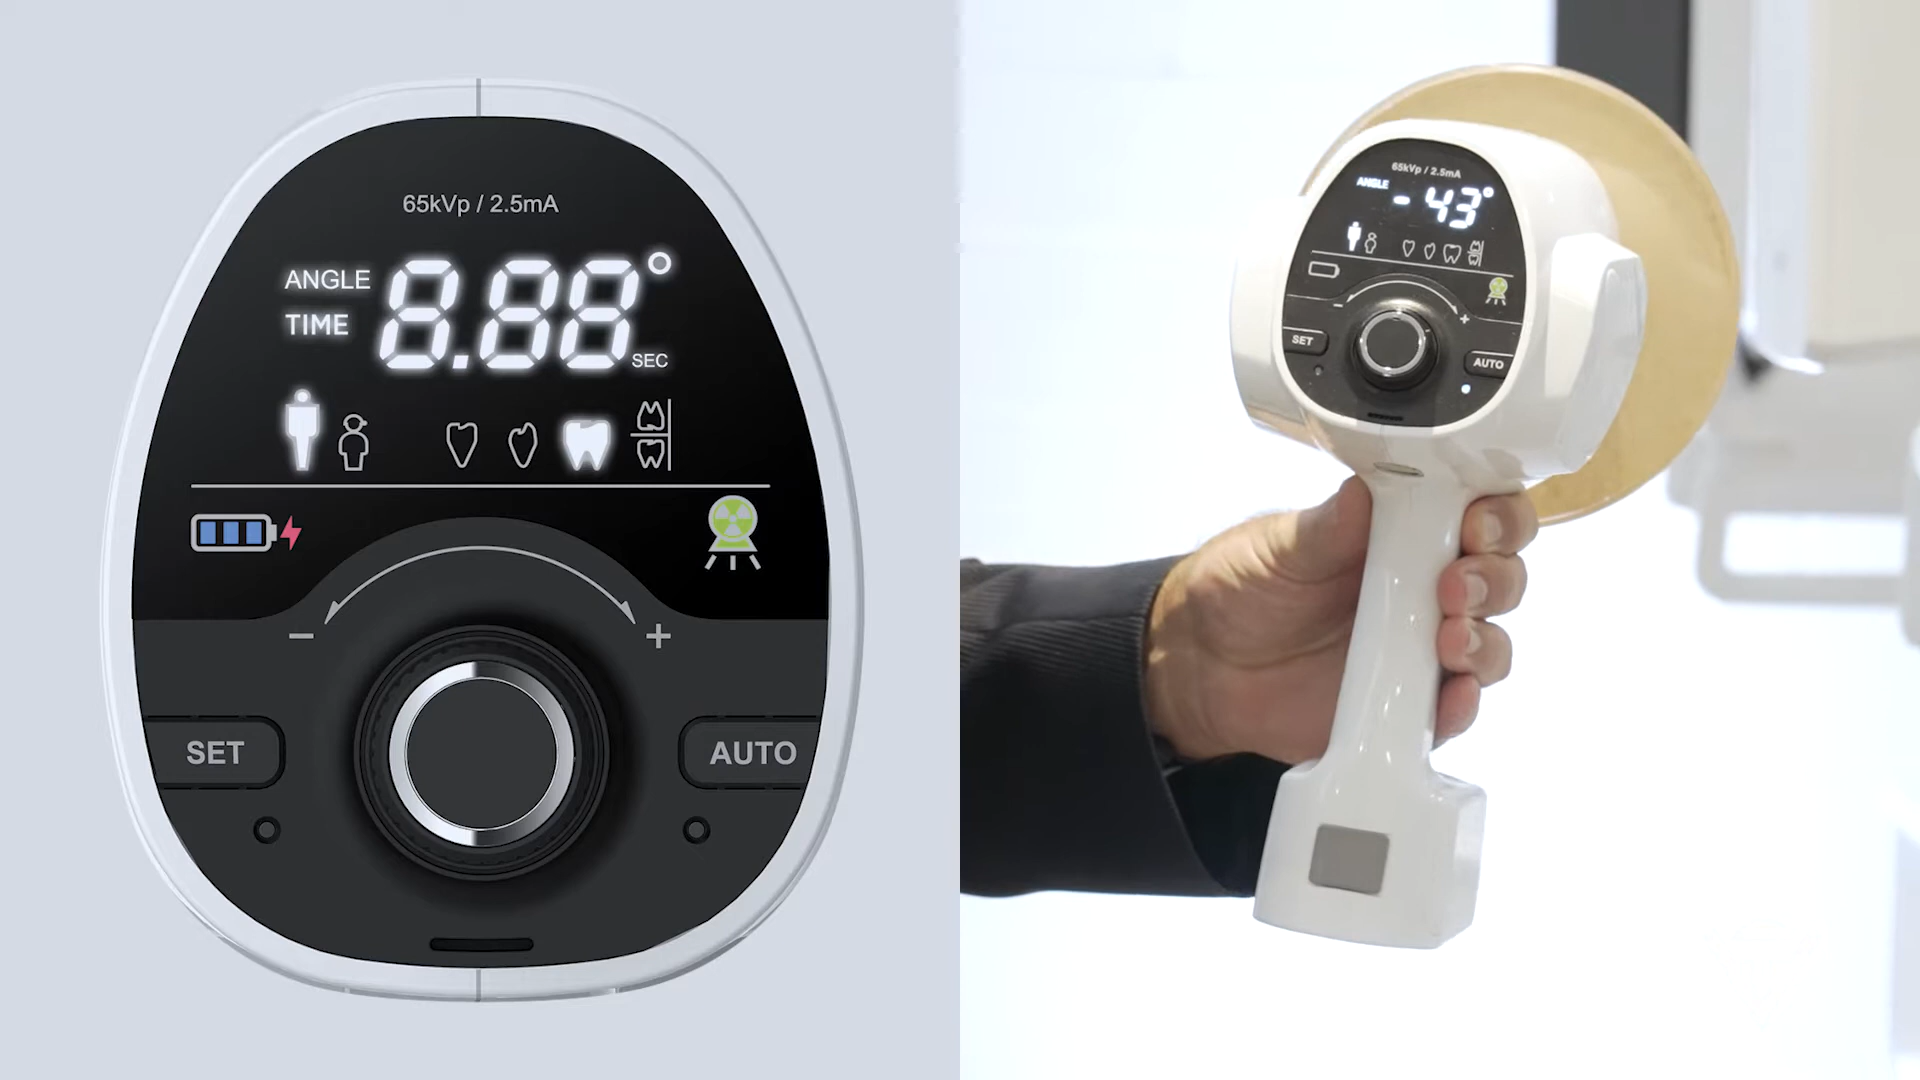 65kVp / 2.5mA
ANGLE
TIME
8.88°
SEC
SET
AUTO
65kVp / 2.5mA
ANGLE
- 43°
SET
AUTO